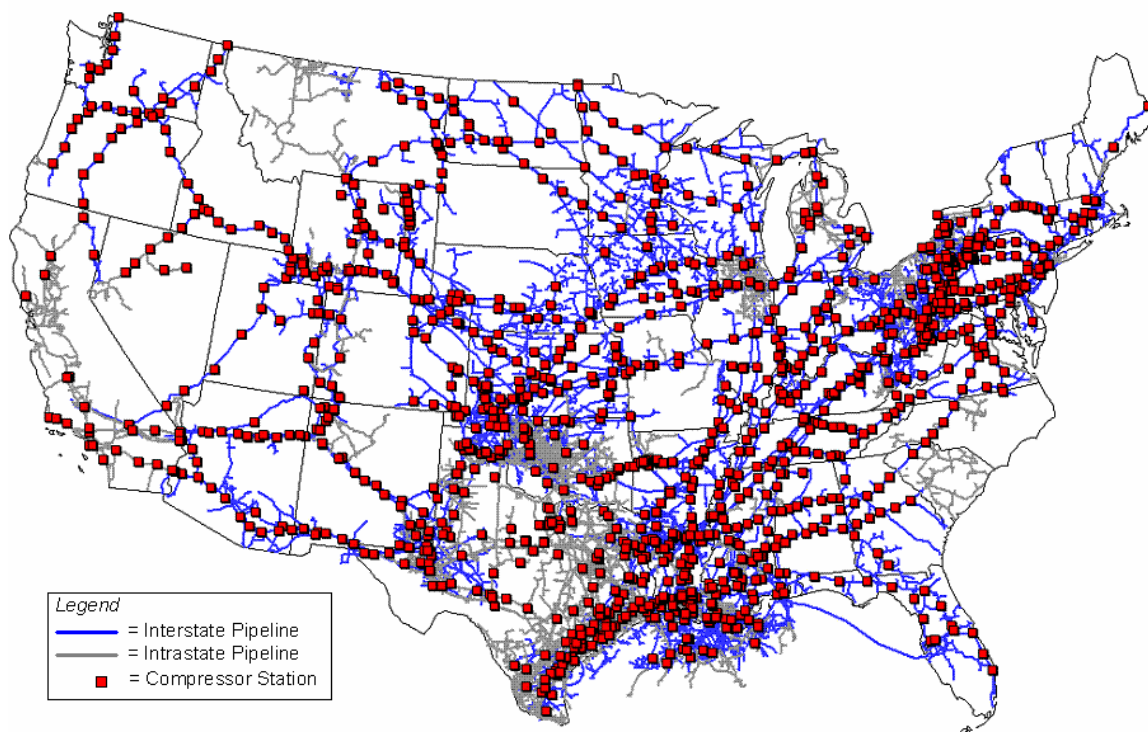 Legend
= Interstate Pipeline
= Intrastate Pipeline
= Compressor Station